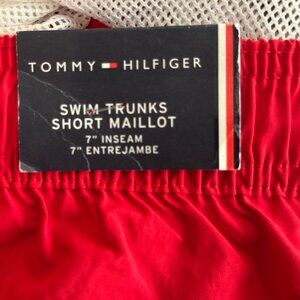 TOMMY HILFIGER
SWIM TRUNKS
SHORT MAILLOT
7" INSEAM
7" ENTREJAMBE